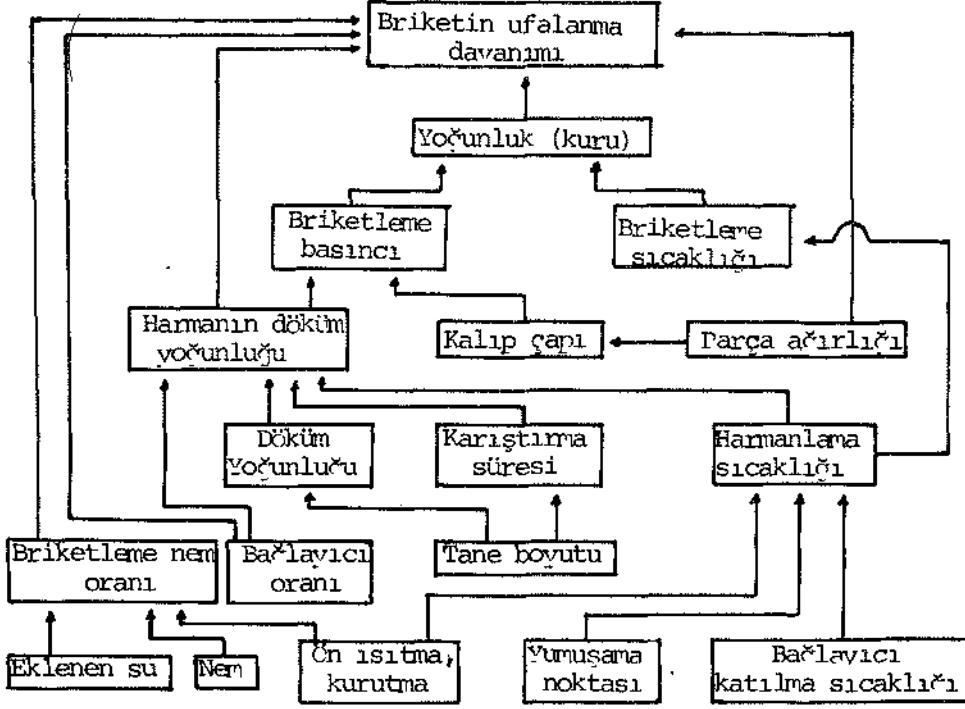 Briketin ufalanma
davanımı
Yoğunluk (kuru)
Briketleme
basıncı
Briketleme
sıcaklığı
Harmanın döküm
yoğunluğu
Kalıp çapı
Parça ağırlığı
Döküm
Yoğunluğu
Karıştırma
süresi
Harmanlama
sıcaklığı
Briketleme nem
oranı
Bağlayıcı
oranı
Tane boyutu
Eklenen su
Nem
Ön ısıtma,
kurutma
Yumuşama
noktası
Bağlayıcı
katılma sıcaklığı